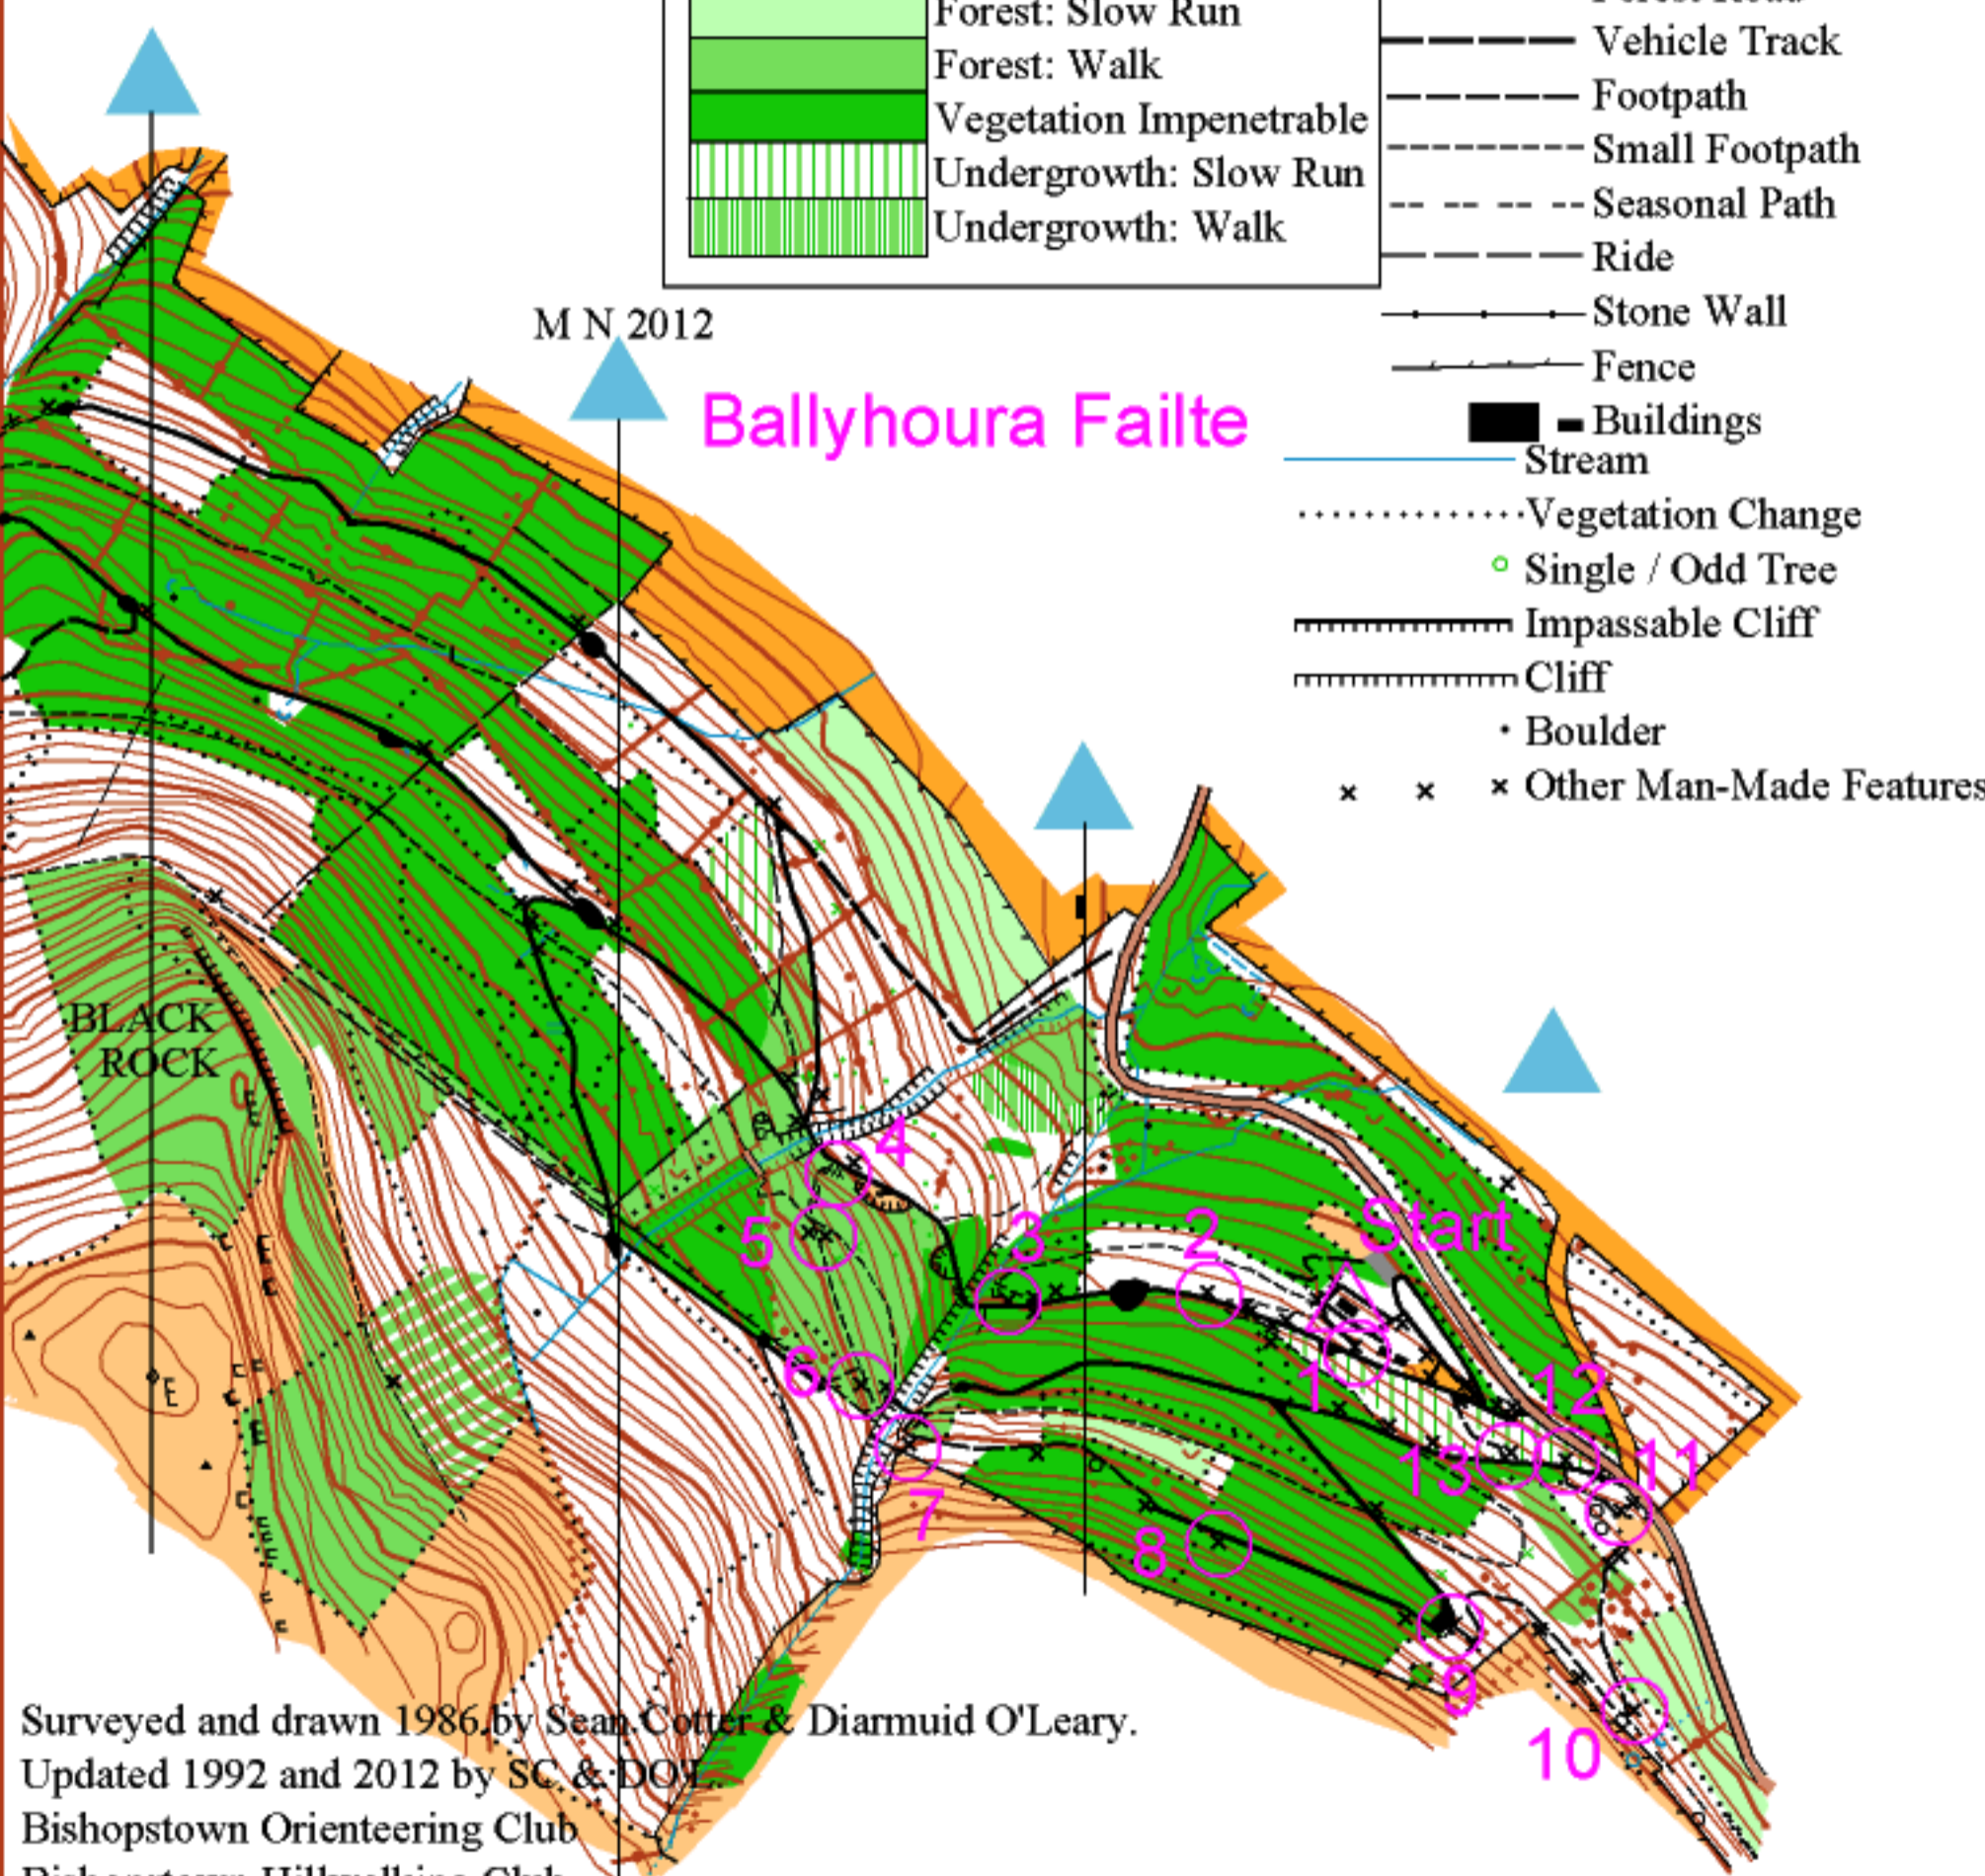 Forest: Slow Run
Forest: Walk
Vegetation Impenetrable
Undergrowth: Slow Run
Undergrowth: Walk
Vehicle Track
Footpath
Small Footpath
Seasonal Path
Ride
Stone Wall
Fence
Buildings
Stream
Vegetation Change
Single / Odd Tree
Impassable Cliff
Cliff
Boulder
Other Man-Made Features
M N 2012
Ballyhoura Failte
BLACK
ROCK
Start
1
2
3
4
5
6
7
8
9
10
11
12
13
Surveyed and drawn 1986 by Sean Cotter & Diarmuid O'Leary.
Updated 1992 and 2012 by SC & DO'L.
Bishopstown Orienteering Club